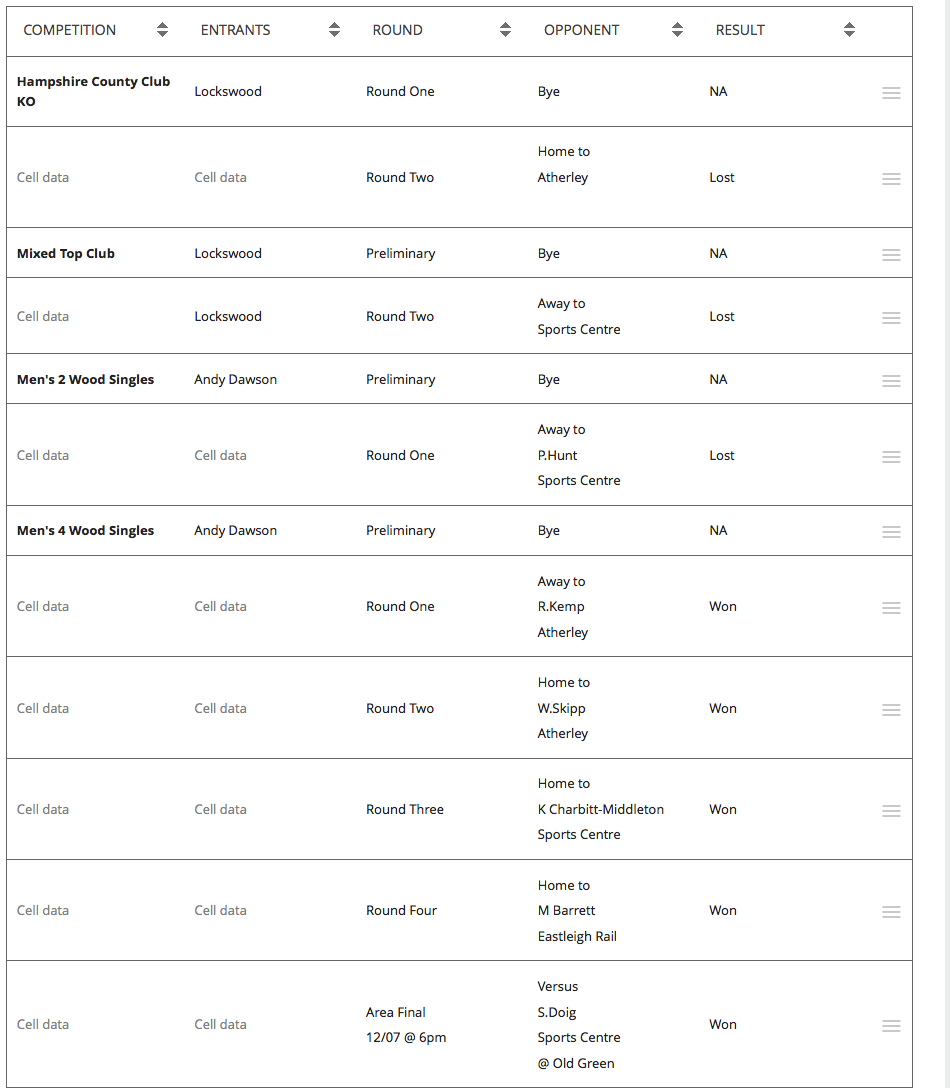 COMPETITION ENTRANTS ROUND OPPONENT RESULT
Hampshire County Club
KO
Lockswood Round One Bye NA
Home to
Cell data Cell data Round Two Atherley Lost
Mixed Top Club Lockswood Preliminary Bye NA
Away to
Cell data Lockswood Round Two Lost
Sports Centre
Men's 2 Wood Singles Andy Dawson Preliminary Bye NA
Away to
Cell data Cell data Round One P.Hunt Lost
Sports Centre
Men's 4 Wood Singles Andy Dawson Preliminary Bye NA
Away to
Cell data Cell data Round One R.Kemp Won
Atherley
Home to
Cell data Cell data Round Two W.Skipp Won
Atherley
Home to
Cell data Cell data Round Three K Charbitt-Middleton Won
Sports Centre
Home to
Cell data Cell data Round Four M Barrett Won
Eastleigh Rail
Versus
Area Final S.Doig
Cell data Cell data Won
12/07 @ 6pm Sports Centre
@ Old Green